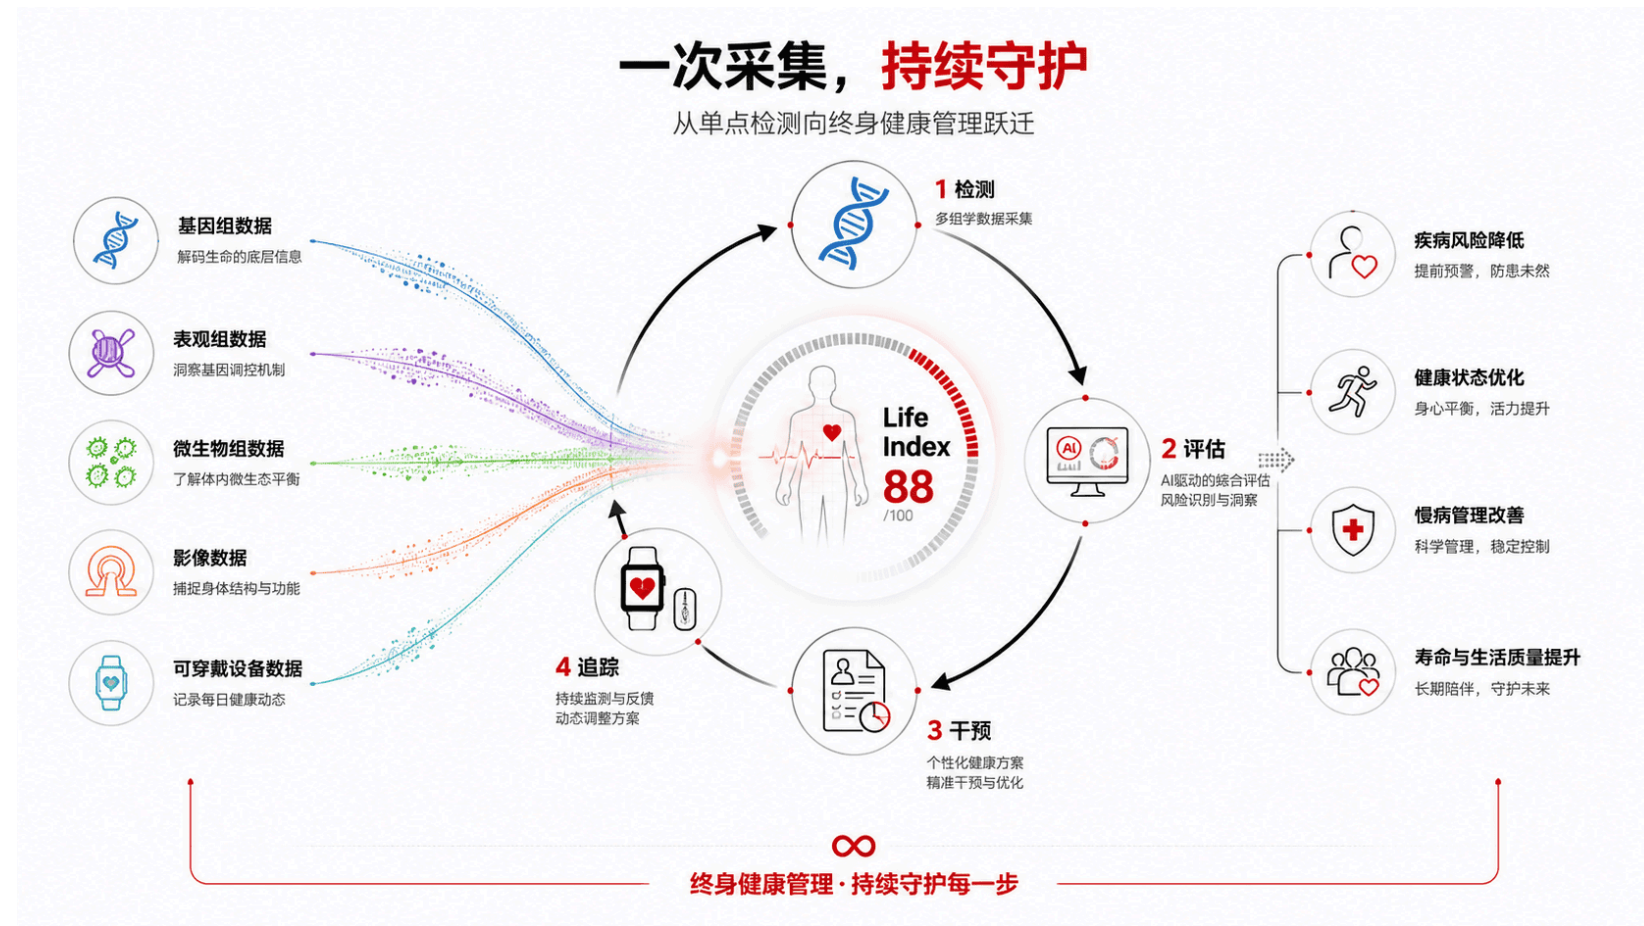 一次采集，持续守护
从单点检测向终身健康管理跃迁
基因组数据
解码生命的底层信息
表观组数据
洞察基因调控机制
微生物组数据
了解体内微生态平衡
影像数据
捕捉身体结构与功能
可穿戴设备数据
记录每日健康动态
1 检测
多组学数据采集
Life
Index
88
/100
AI
2 评估
AI驱动的综合评估
风险识别与洞察
3 干预
个性化健康方案
精准干预与优化
4 追踪
持续监测与反馈
动态调整方案
疾病风险降低
提前预警，防患未然
健康状态优化
身心平衡，活力提升
慢病管理改善
科学管理，稳定控制
寿命与生活质量提升
长期陪伴，守护未来
终身健康管理·持续守护每一步